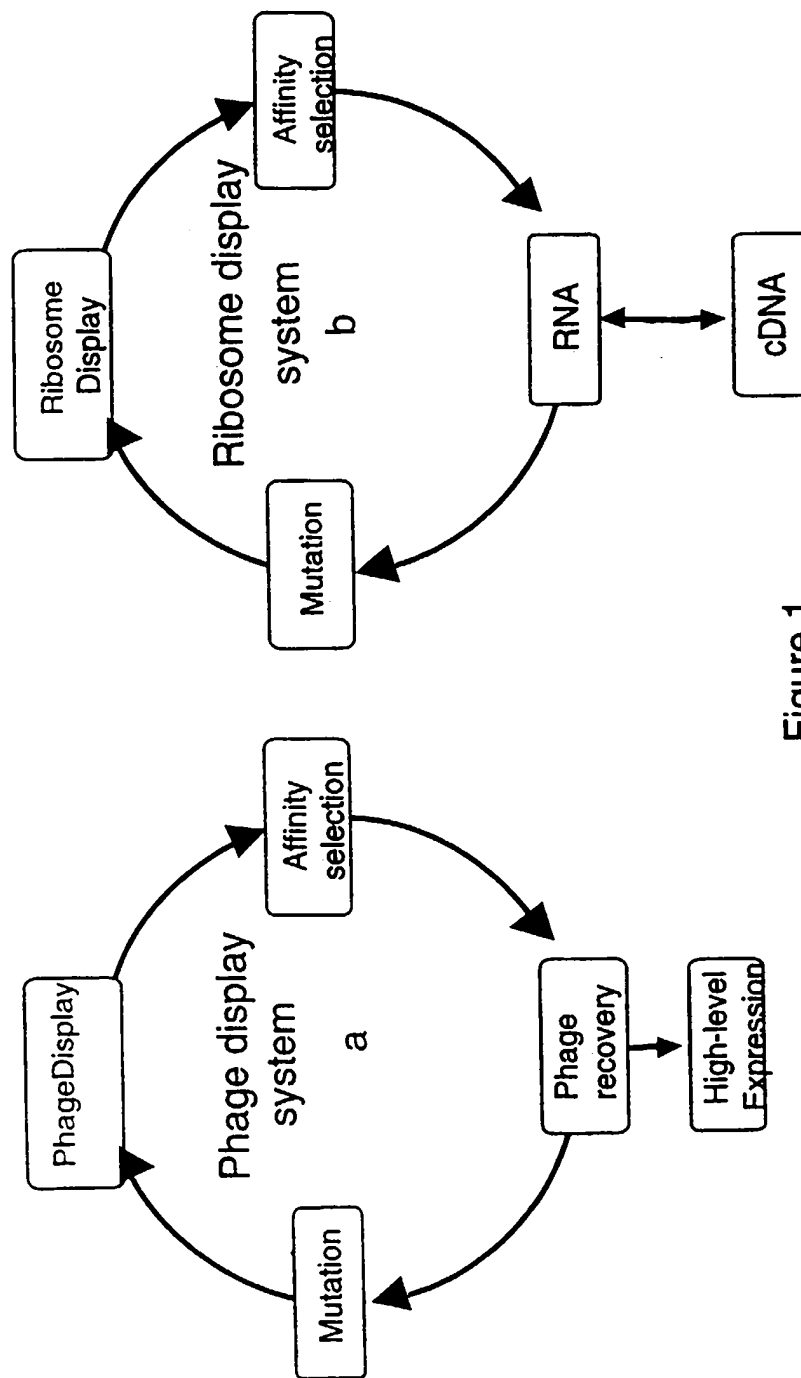 PhageDisplay
Affinity
selection
Phage display
system
a
Mutation
Phage
recovery
High-level
Expression
Ribosome
Display
Affinity
selection
Ribosome display
system
b
Mutation
RNA
cDNA
Figure 1